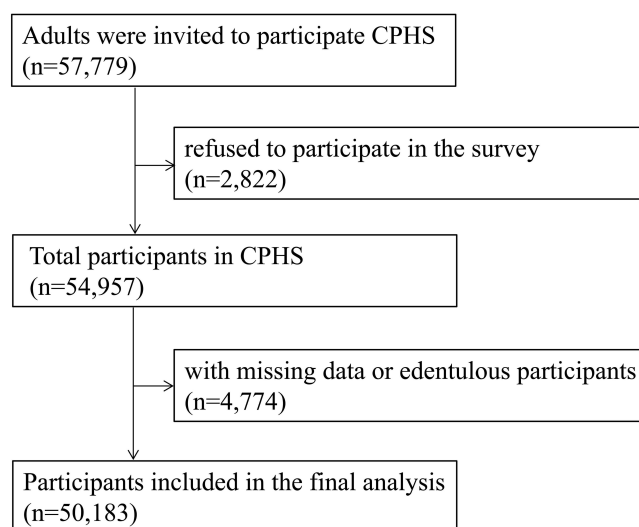 Adults were invited to participate CPHS
(n=57,779)
refused to participate in the survey
(n=2,822)
Total participants in CPHS
(n=54,957)
with missing data or edentulous participants
(n=4,774)
Participants included in the final analysis
(n=50,183)